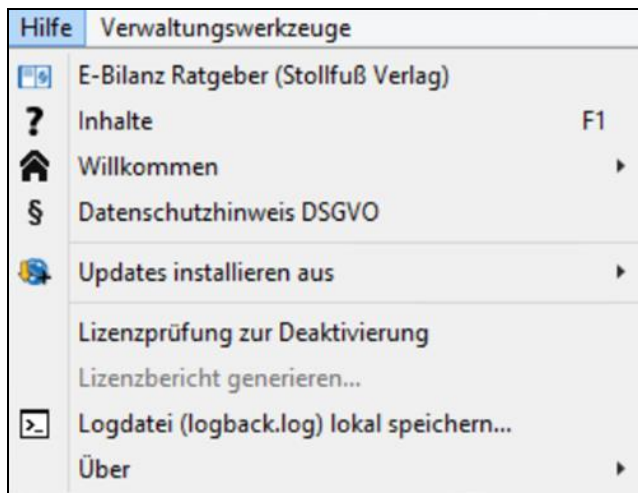 Hilfe Verwaltungswerkzeuge
E-Bilanz Ratgeber (Stollfuß Verlag)
? Inhalte F1
Willkommen
§ Datenschutzhinweis DSGVO
Updates installieren aus
Lizenzprüfung zur Deaktivierung
Lizenzbericht generieren...
Logdatei (logback.log) lokal speichern...
Über